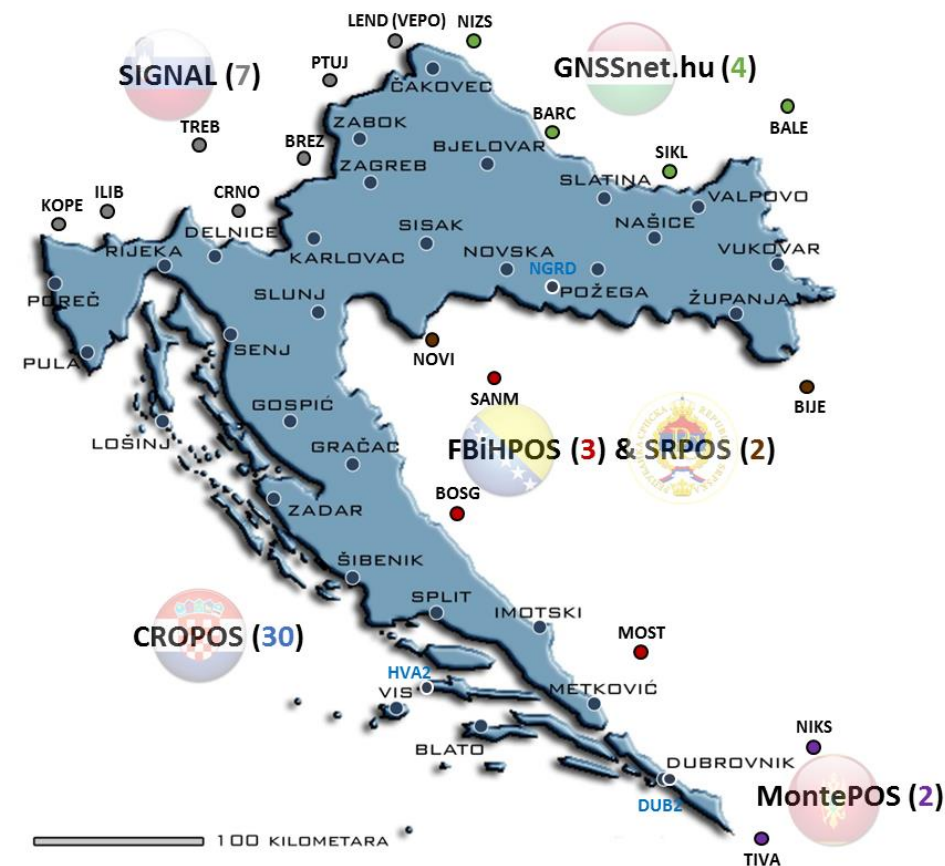 LEND (VEPO)
NIZS
SIGNAL (7)
PTUJ
GNSSnet.hu (4)
ČAKOVEC
BALE
TREB
BREZ
ZABOK
BARC
ZAGREB
BJELOVAR
SIKL
SLATINA
VALPOVO
KOPE
ILIB
CRNO
DELNICE
SISAK
NAŠICE
RIJEKA
KARLOVAC
NOVSKA
VUKOVAR
NGRD
POREČ
SLUNJ
POŽEGA
ŽUPANJA
PULA
SENJ
NOVI
SANM
BIJE
GOSPIĆ
LOŠINJ
GRAČAC
FBiHPOS (3) & SRPOS (2)
BOSG
ZADAR
ŠIBENIK
SPLIT
IMOTSKI
CROPOS (30)
MOST
HVA2
VIS
METKOVIĆ
NIKS
BLATO
DUBROVNIK
DUB2
MontePOS (2)
100 KILOMETARA
TIVA